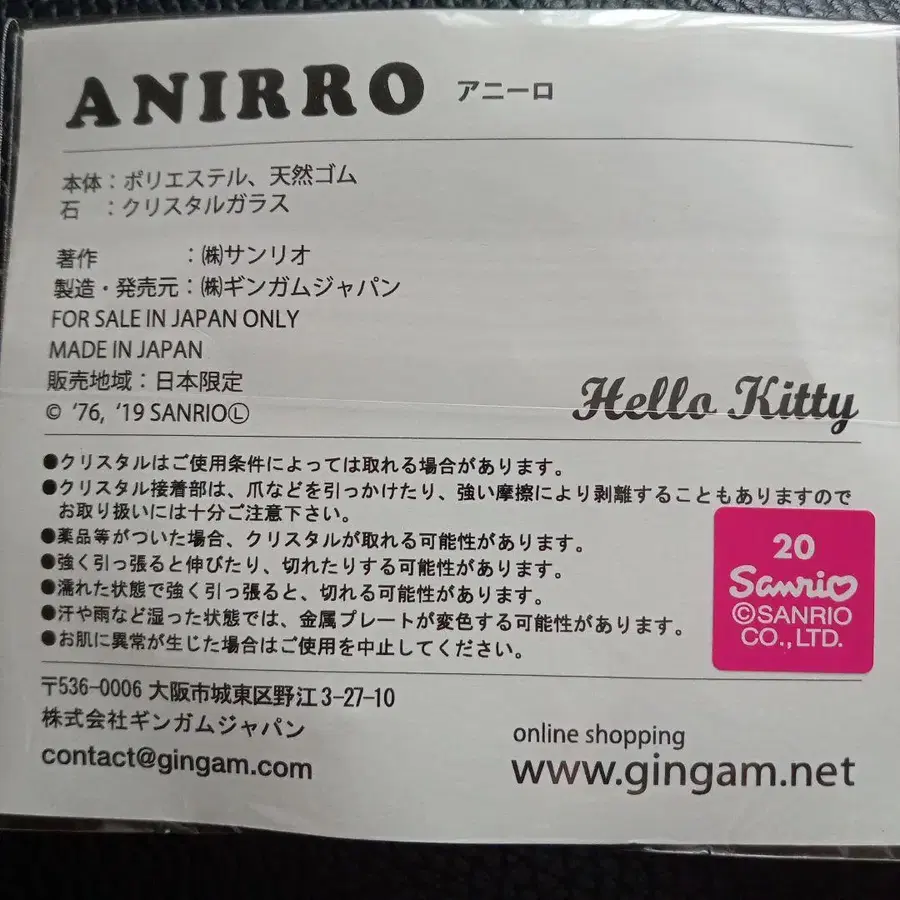 ANIRRO アニーロ
本体：ポリエステル、天然ゴム
石　：クリスタルガラス
著作　　　　：㈱サンリオ
製造・発売元：㈱ギンガムジャパン
FOR SALE IN JAPAN ONLY
MADE IN JAPAN
販売地域：日本限定
© '76, '19 SANRIOⓁ
Hello Kitty
●クリスタルはご使用条件によっては取れる場合があります。
●クリスタル接着部は、爪などを引っかけたり、強い摩擦により剥離することもありますので
お取り扱いには十分ご注意下さい。
●薬品等がついた場合、クリスタルが取れる可能性があります。
●強く引っ張ると伸びたり、切れたりする可能性があります。
●濡れた状態で強く引っ張ると、切れる可能性があります。
●汗や雨など湿った状態では、金属プレートが変色する可能性があります。
●お肌に異常が生じた場合はご使用を中止してください。
20
Sanrio
©SANRIO
CO.,LTD.
〒536-0006 大阪市城東区野江3-27-10
株式会社ギンガムジャパン
contact@gingam.com
online shopping
www.gingam.net